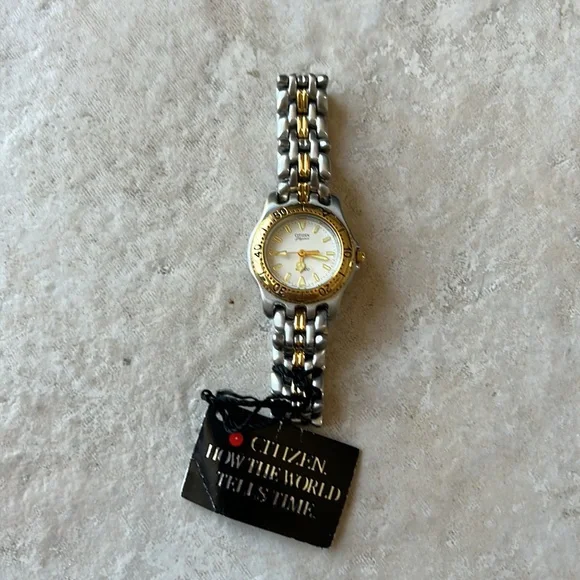 CITIZEN
CITIZEN.
HOW THE WORLD
TELLS TIME.